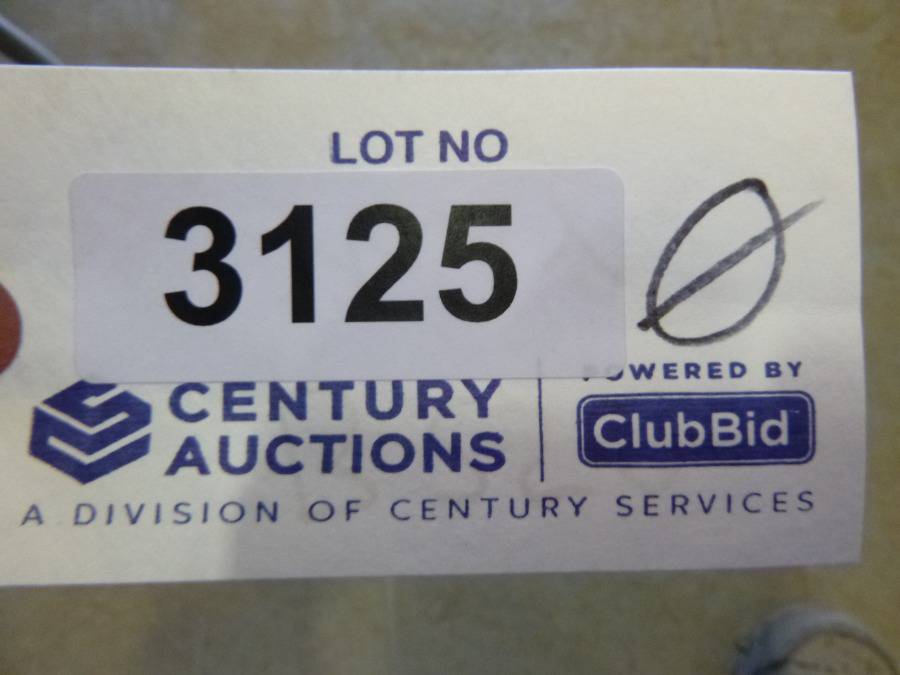 LOT NO
3125 Ø
CENTURY
AUCTIONS
POWERED BY
ClubBid
A DIVISION OF CENTURY SERVICES